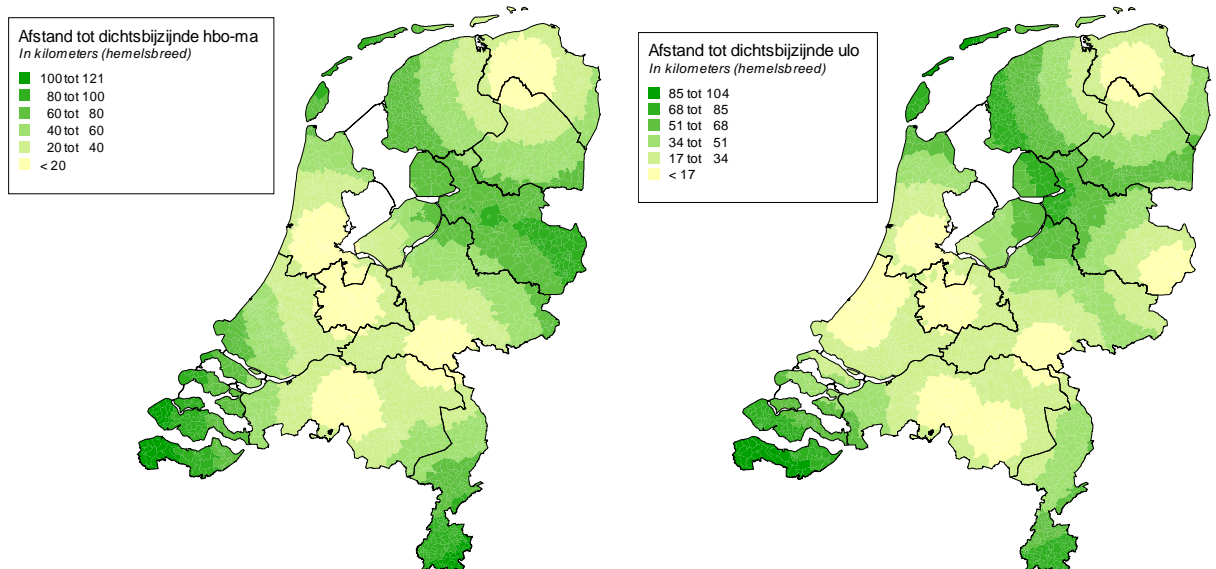 Afstand tot dichtsbijzijnde hbo-ma
In kilometers (hemelsbreed)
100 tot 121
80 tot 100
60 tot 80
40 tot 60
20 tot 40
< 20
Afstand tot dichtsbijzijnde ulo
In kilometers (hemelsbreed)
85 tot 104
68 tot 85
51 tot 68
34 tot 51
17 tot 34
< 17